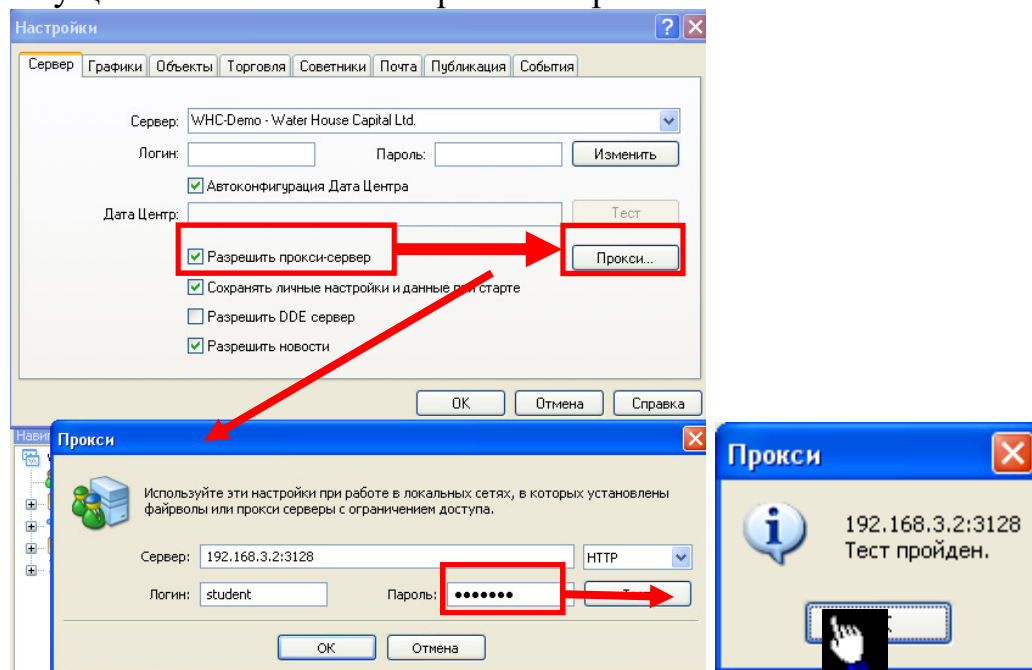 Настройки
Сервер Графики Объекты Торговля Советники Почта Публикация События
Сервер: WHC-Demo - Water House Capital Ltd.
Логин: Пароль: Изменить
Автоконфигурация Дата Центра
Дата Центр: Тест
Разрешить прокси-сервер Прокси...
Сохранять личные настройки и данные при старте
Разрешить DDE сервер
Разрешить новости
OK Отмена Справка
Прокси
Используйте эти настройки при работе в локальных сетях, в которых установлены
файрволы или прокси серверы с ограничением доступа.
Сервер: 192.168.3.2:3128 HTTP
Логин: student Пароль: •••••••
OK Отмена
Прокси
192.168.3.2:3128
Тест пройден.